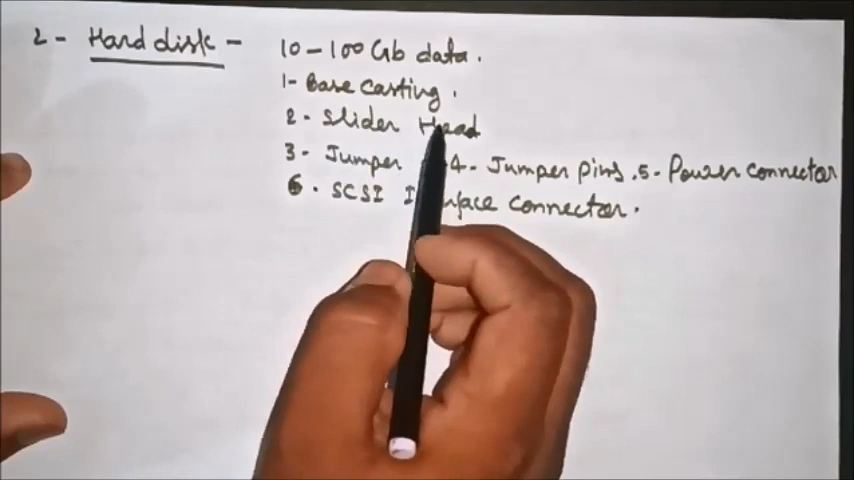 2 - Hard disk - 10 - 100 Gb data.
1 - Base casting.
2 - Slider Head
3 - Jumper 4 - Jumper pins. 5 - Power connector
6 - SCSI connector.